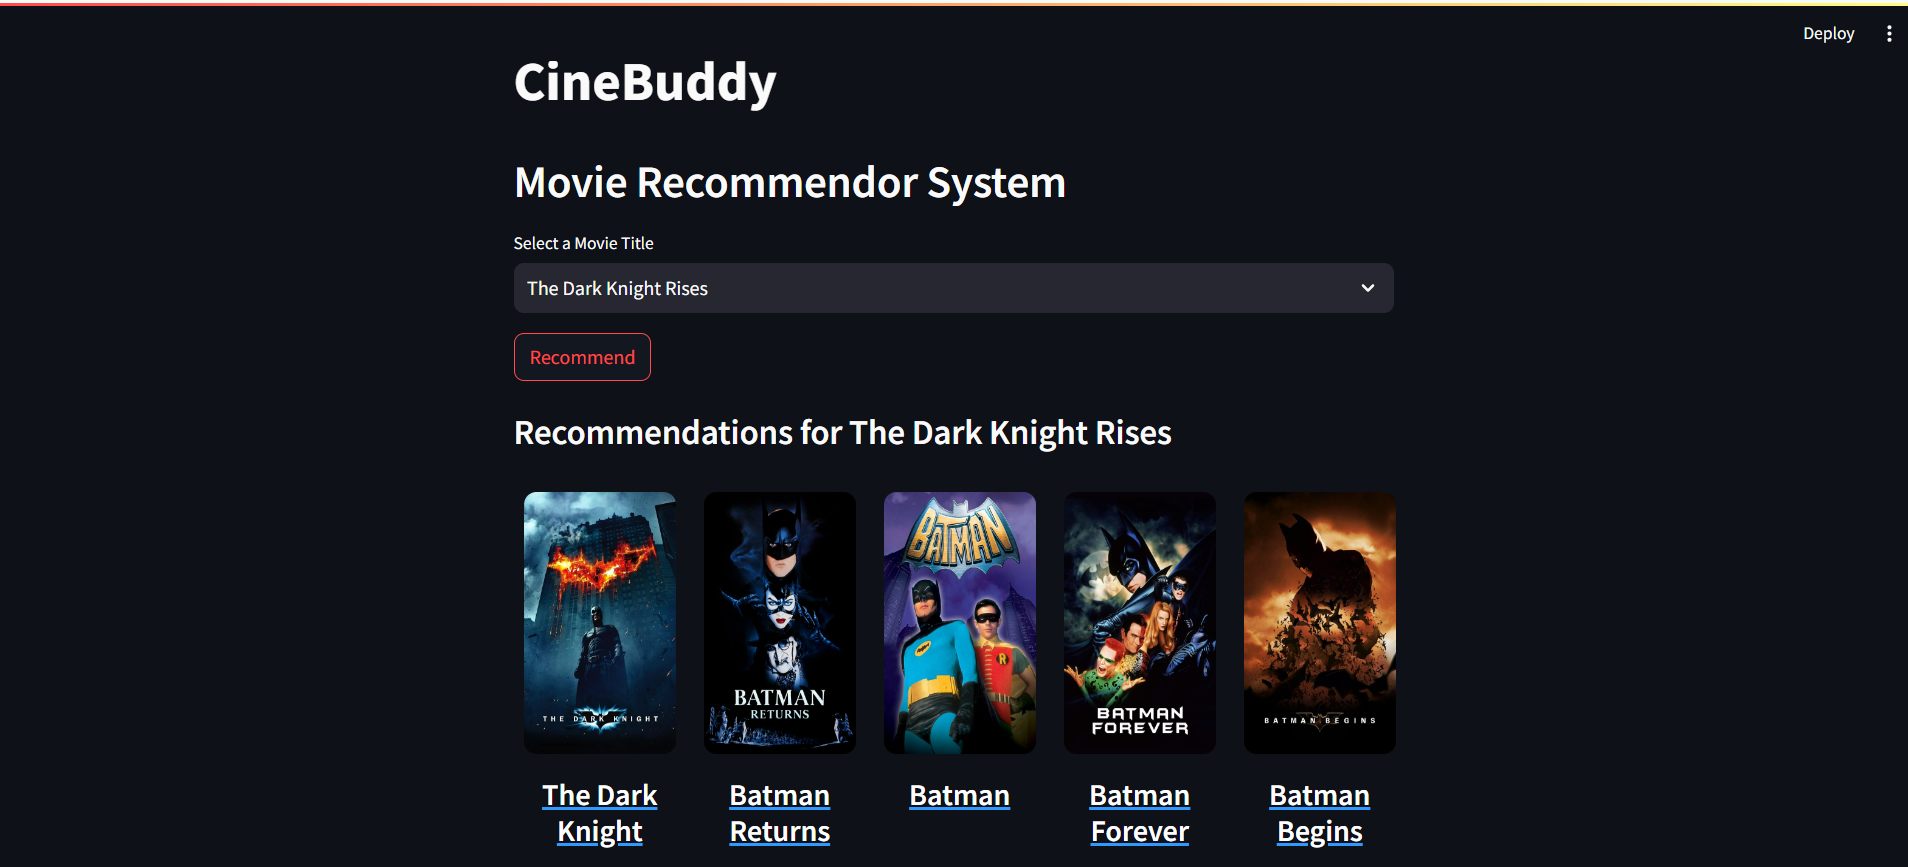 Deploy
CineBuddy
Movie Recommendor System
Select a Movie Title
The Dark Knight Rises
Recommend
Recommendations for The Dark Knight Rises
THE DARK KNIGHT
BATMAN
RETURNS
BATMAN
R
BATMAN
FOREVER
BATMAN BEGINS
The Dark
Knight
Batman
Returns
Batman
Batman
Forever
Batman
Begins